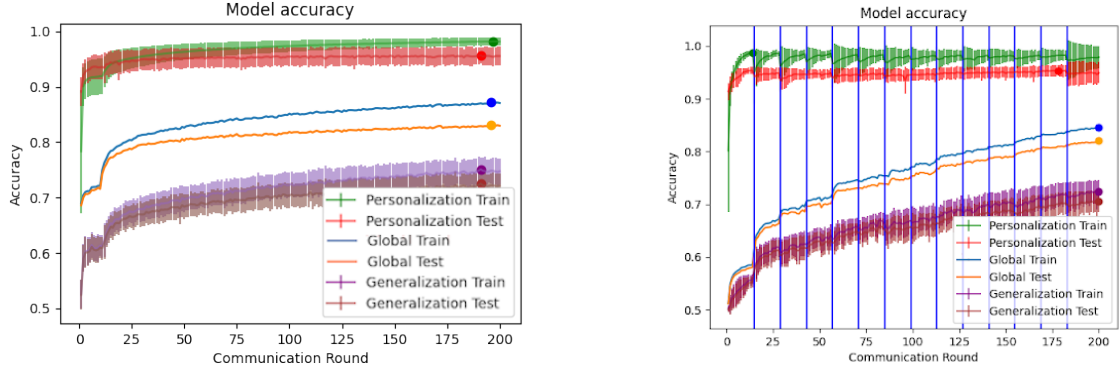 Model accuracy
1.0
0.9
0.8
0.7
0.6
0.5
Accuracy
0 25 50 75 100 125 150 175 200
Communication Round
Personalization Train
Personalization Test
Global Train
Global Test
Generalization Train
Generalization Test
Model accuracy
1.0
0.9
0.8
0.7
0.6
0.5
Accuracy
0 25 50 75 100 125 150 175 200
Communication Round
Personalization Train
Personalization Test
Global Train
Global Test
Generalization Train
Generalization Test